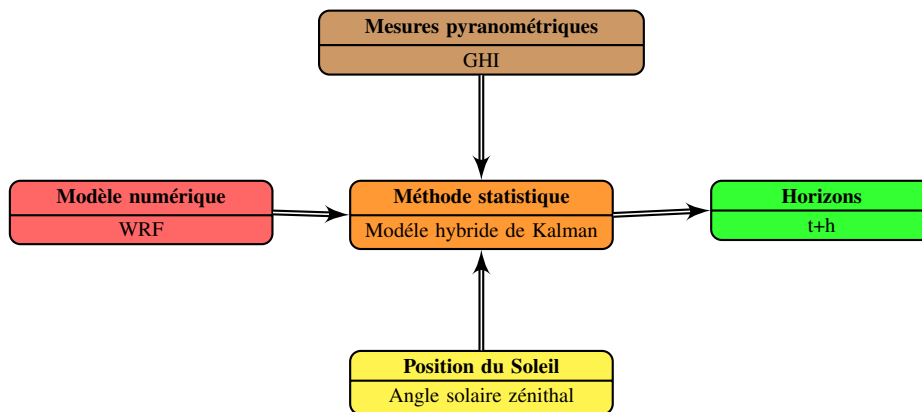 Mesures pyranométriques
GHI
Modèle numérique
WRF
Méthode statistique
Modéle hybride de Kalman
Horizons
t+h
Position du Soleil
Angle solaire zénithal